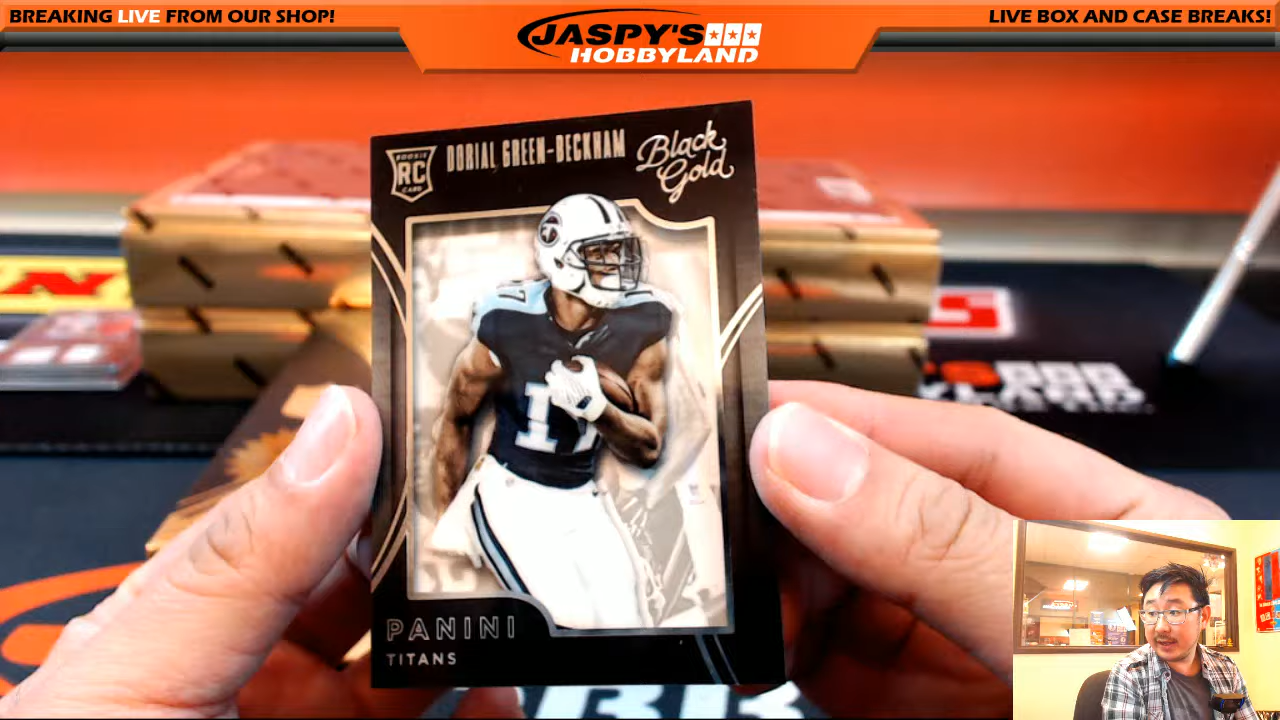 BREAKING LIVE FROM OUR SHOP!
JASPY'S
HOBBYLAND
LIVE BOX AND CASE BREAKS!
ROOKIE
RC
CARD
DORIAL GREEN-BECKHAM
Black
Gold
17
17
PANINI
TITANS